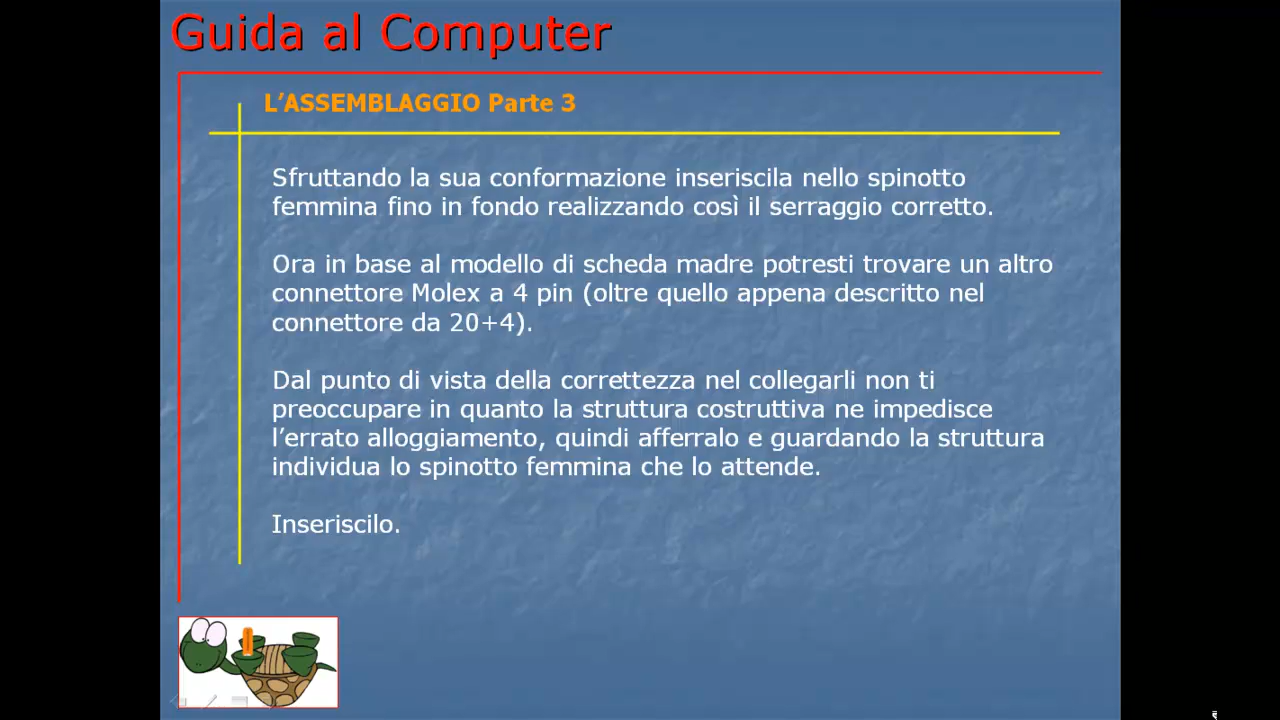 Guida al Computer
L'ASSEMBLAGGIO Parte 3
Sfruttando la sua conformazione inseriscila nello spinotto
femmina fino in fondo realizzando così il serraggio corretto.
Ora in base al modello di scheda madre potresti trovare un altro
connettore Molex a 4 pin (oltre quello appena descritto nel
connettore da 20+4).
Dal punto di vista della correttezza nel collegarli non ti
preoccupare in quanto la struttura costruttiva ne impedisce
l'errato alloggiamento, quindi afferralo e guardando la struttura
individua lo spinotto femmina che lo attende.
Inseriscilo.